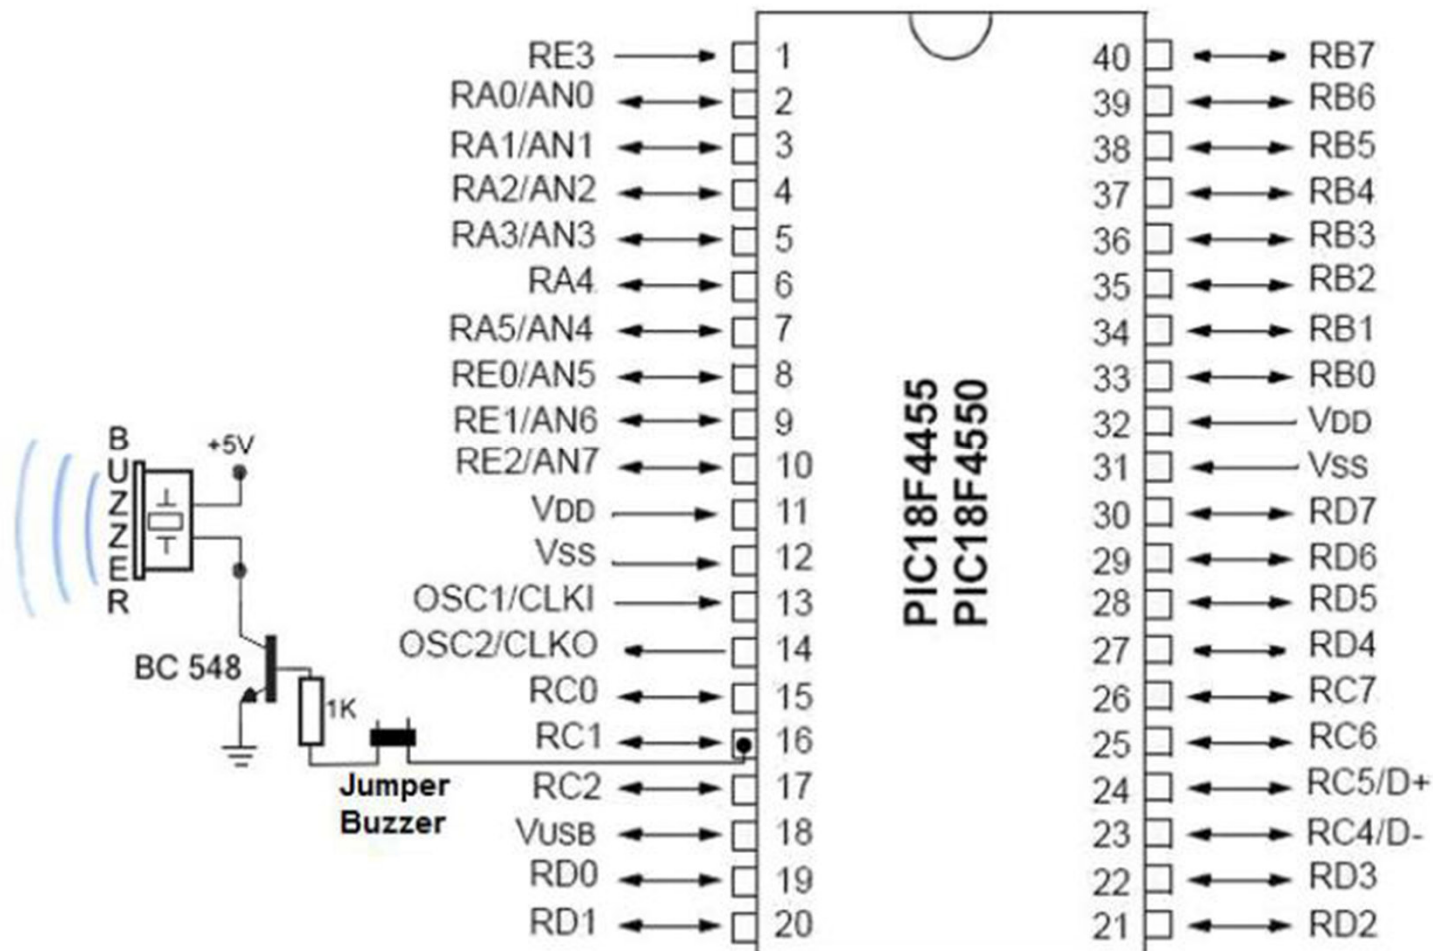 RE3 1 40 RB7
RA0/AN0 2 39 RB6
RA1/AN1 3 38 RB5
RA2/AN2 4 37 RB4
RA3/AN3 5 36 RB3
RA4 6 35 RB2
RA5/AN4 7 34 RB1
RE0/AN5 8 33 RB0
RE1/AN6 9 32 VDD
RE2/AN7 10 31 VSS
VDD 11 30 RD7
VSS 12 29 RD6
OSC1/CLKI 13 28 RD5
OSC2/CLKO 14 27 RD4
RC0 15 26 RC7
RC1 16 25 RC6
RC2 17 24 RC5/D+
VUSB 18 23 RC4/D-
RD0 19 22 RD3
RD1 20 21 RD2
PIC18F4455
PIC18F4550
BUZZER
+5V
BC 548
1K
Jumper
Buzzer